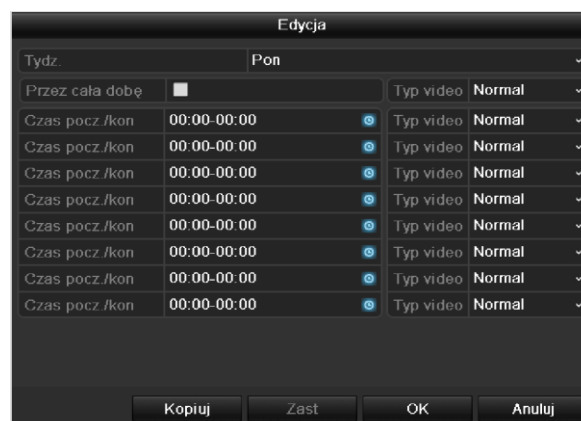 Edycja
Tydz. Pon
Przez cała dobę Typ video Normal
Czas pocz./kon 00:00-00:00 Typ video Normal
Czas pocz./kon 00:00-00:00 Typ video Normal
Czas pocz./kon 00:00-00:00 Typ video Normal
Czas pocz./kon 00:00-00:00 Typ video Normal
Czas pocz./kon 00:00-00:00 Typ video Normal
Czas pocz./kon 00:00-00:00 Typ video Normal
Czas pocz./kon 00:00-00:00 Typ video Normal
Czas pocz./kon 00:00-00:00 Typ video Normal
Kopiuj Zast OK Anuluj